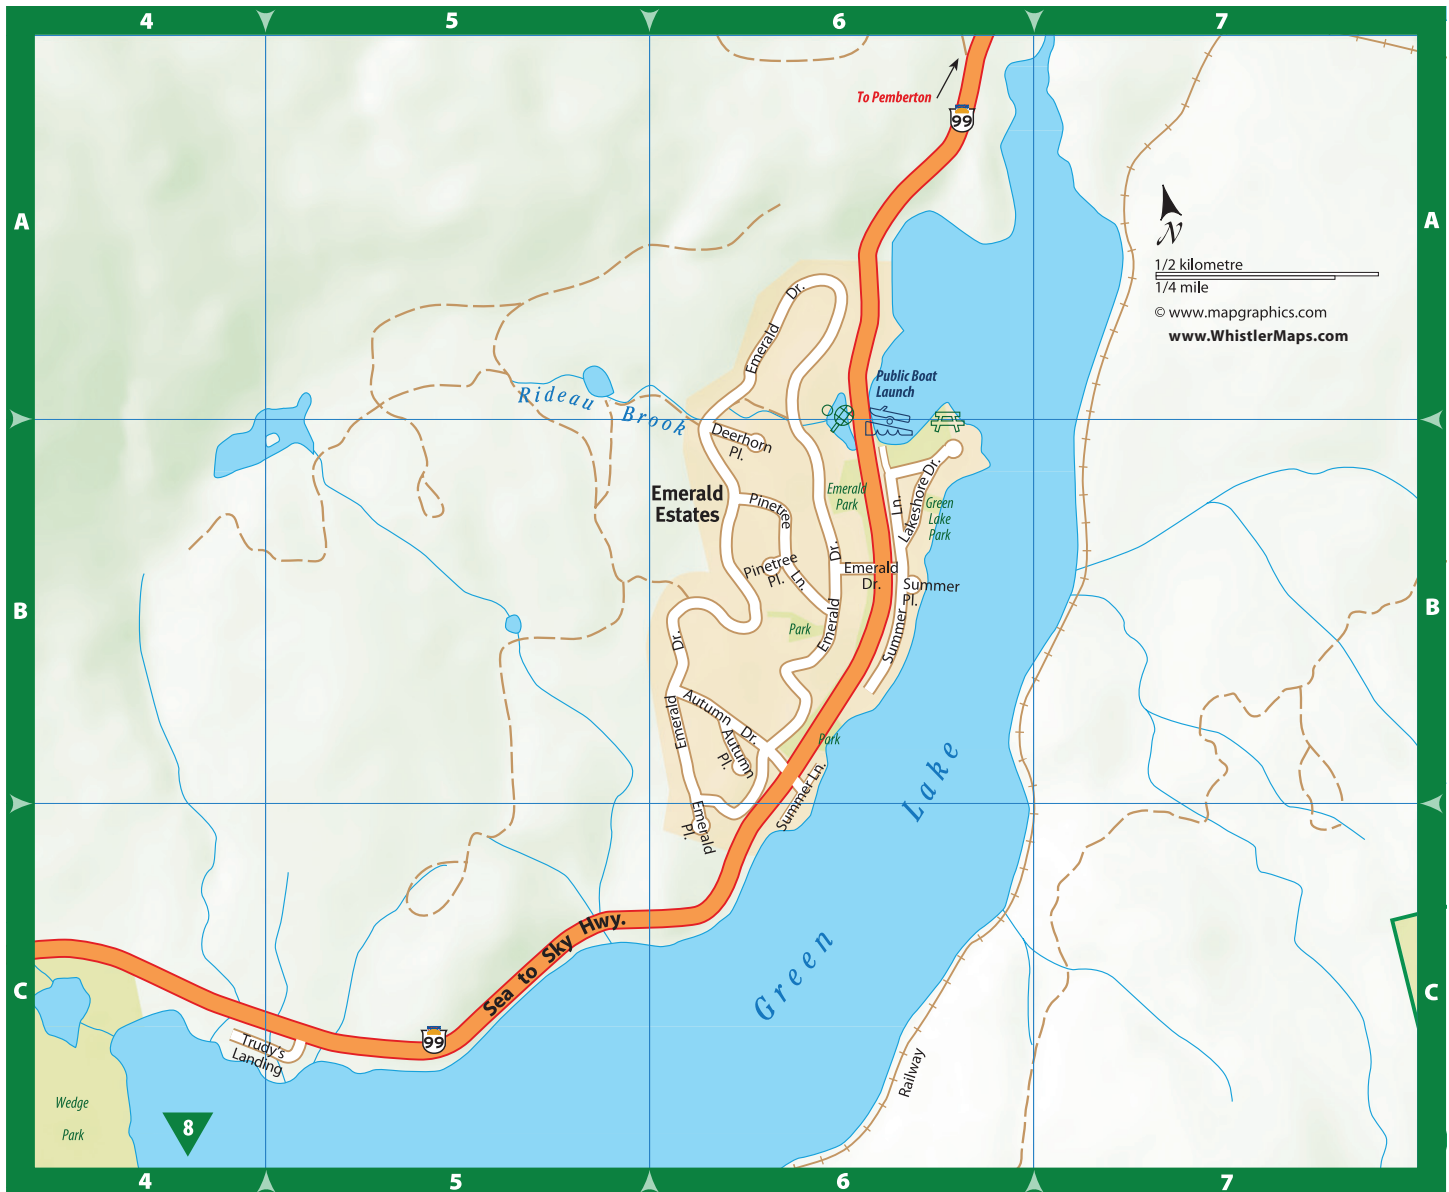 4
5
6
7
A
A
To Pemberton
99
N
1/2 kilometre
1/4 mile
© www.mapgraphics.com
www.WhistlerMaps.com
Dr.
Emerald
Public Boat
Launch
Rideau Brook
Deerhorn
Pl.
Emerald
Estates
Pinetree
Ln.
Pinetree
Pl.
Emerald
Park
Ln.
Lakeshore Dr.
Green
Lake
Park
Dr.
Emerald
Dr.
Summer
Pl.
B
B
Park
Emerald
Summer
Dr.
Emerald
Autumn Dr.
Autumn
Pl.
Park
Summer Ln.
Emerald
Pl.
Green Lake
Sea to Sky Hwy.
C
C
99
Trudy's
Landing
Railway
Wedge
Park
8
4
5
6
7